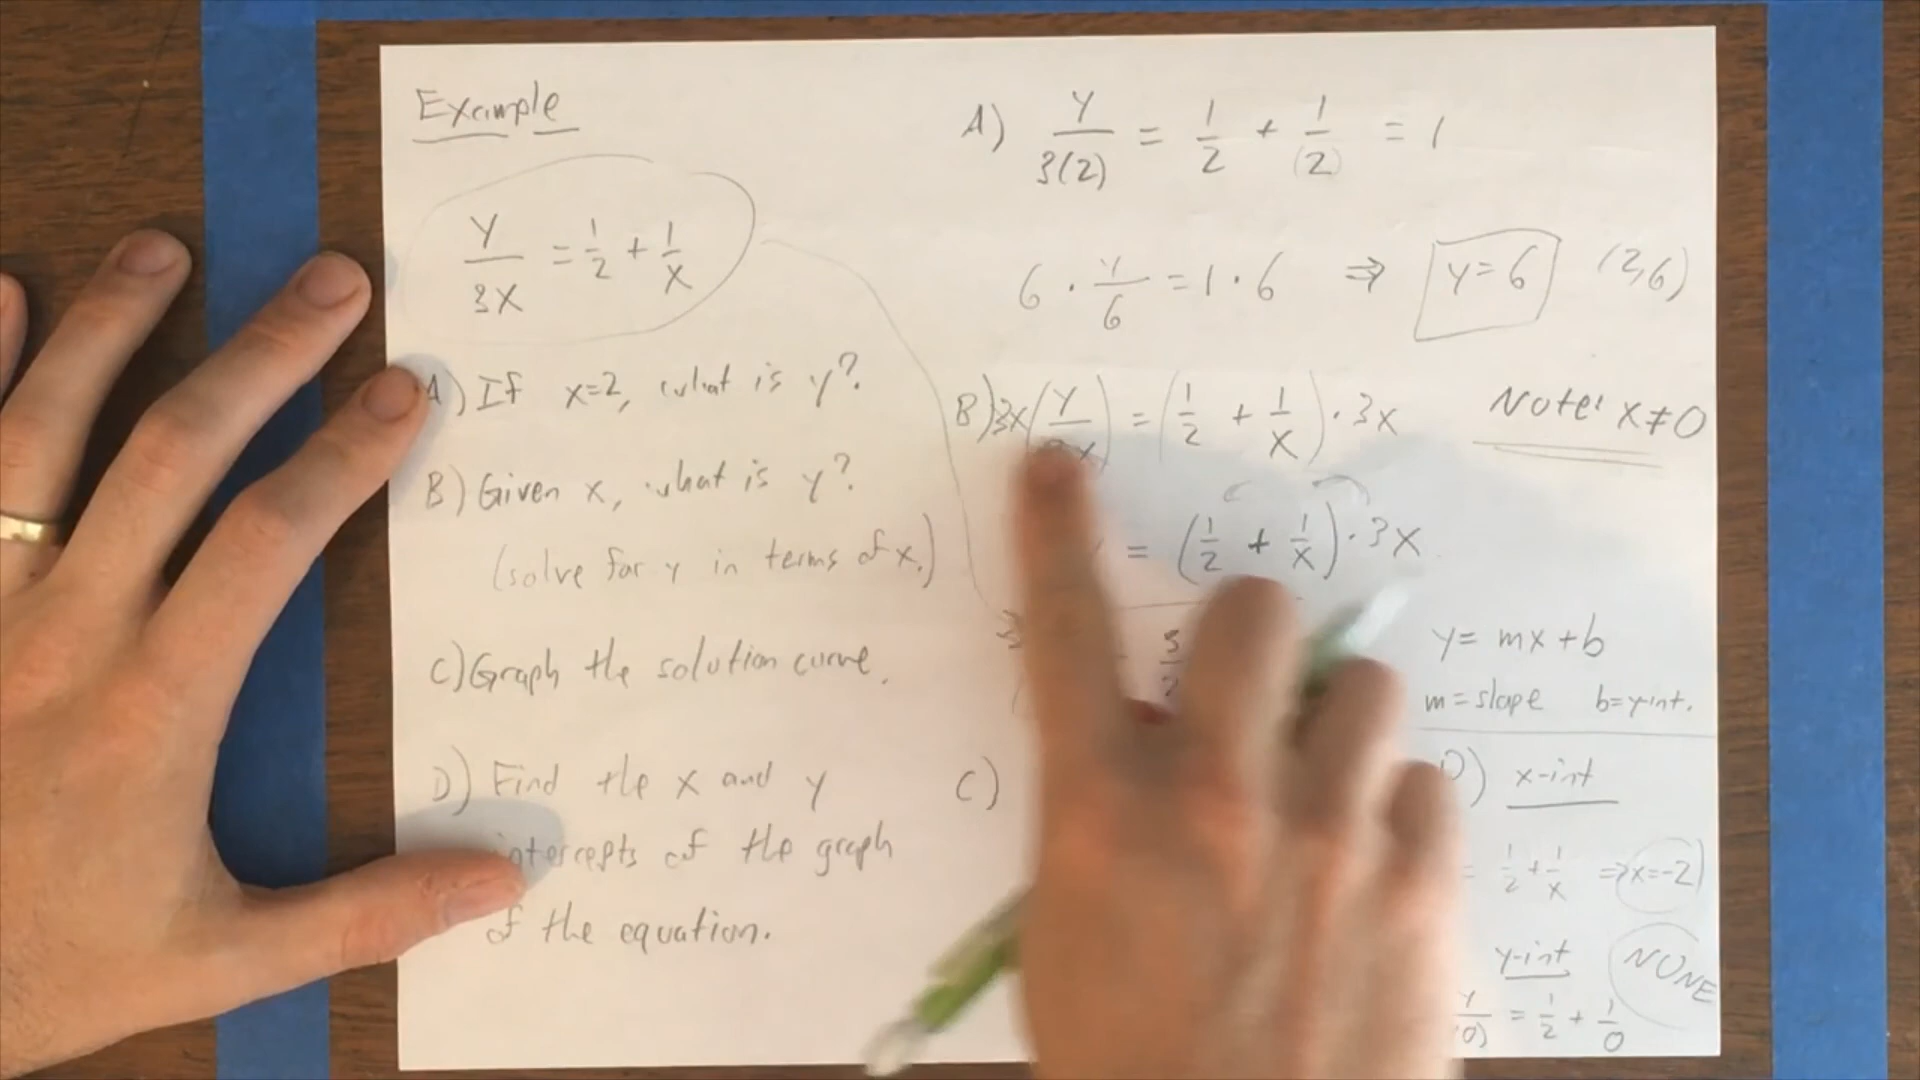 Example
y/3x = 1/2 + 1/x
A) If x=2, what is y?
B) Given x, what is y?
(solve for y in terms of x.)
C) Graph the solution curve.
D) Find the x and y
intercepts of the graph
of the equation.
A) y/3(2) = 1/2 + 1/(2) = 1
6 · y/6 = 1 · 6 ⇒ y=6 (2,6)
B) 3x(y/3x) = (1/2 + 1/x) · 3x Note: x≠0
= (1/2 + 1/x) · 3x
y = mx + b
m = slope b = y-int.
C)
D) x-int
= 1/2 + 1/x ⇒ x=-2
y-int NONE
= 1/2 + 1/0